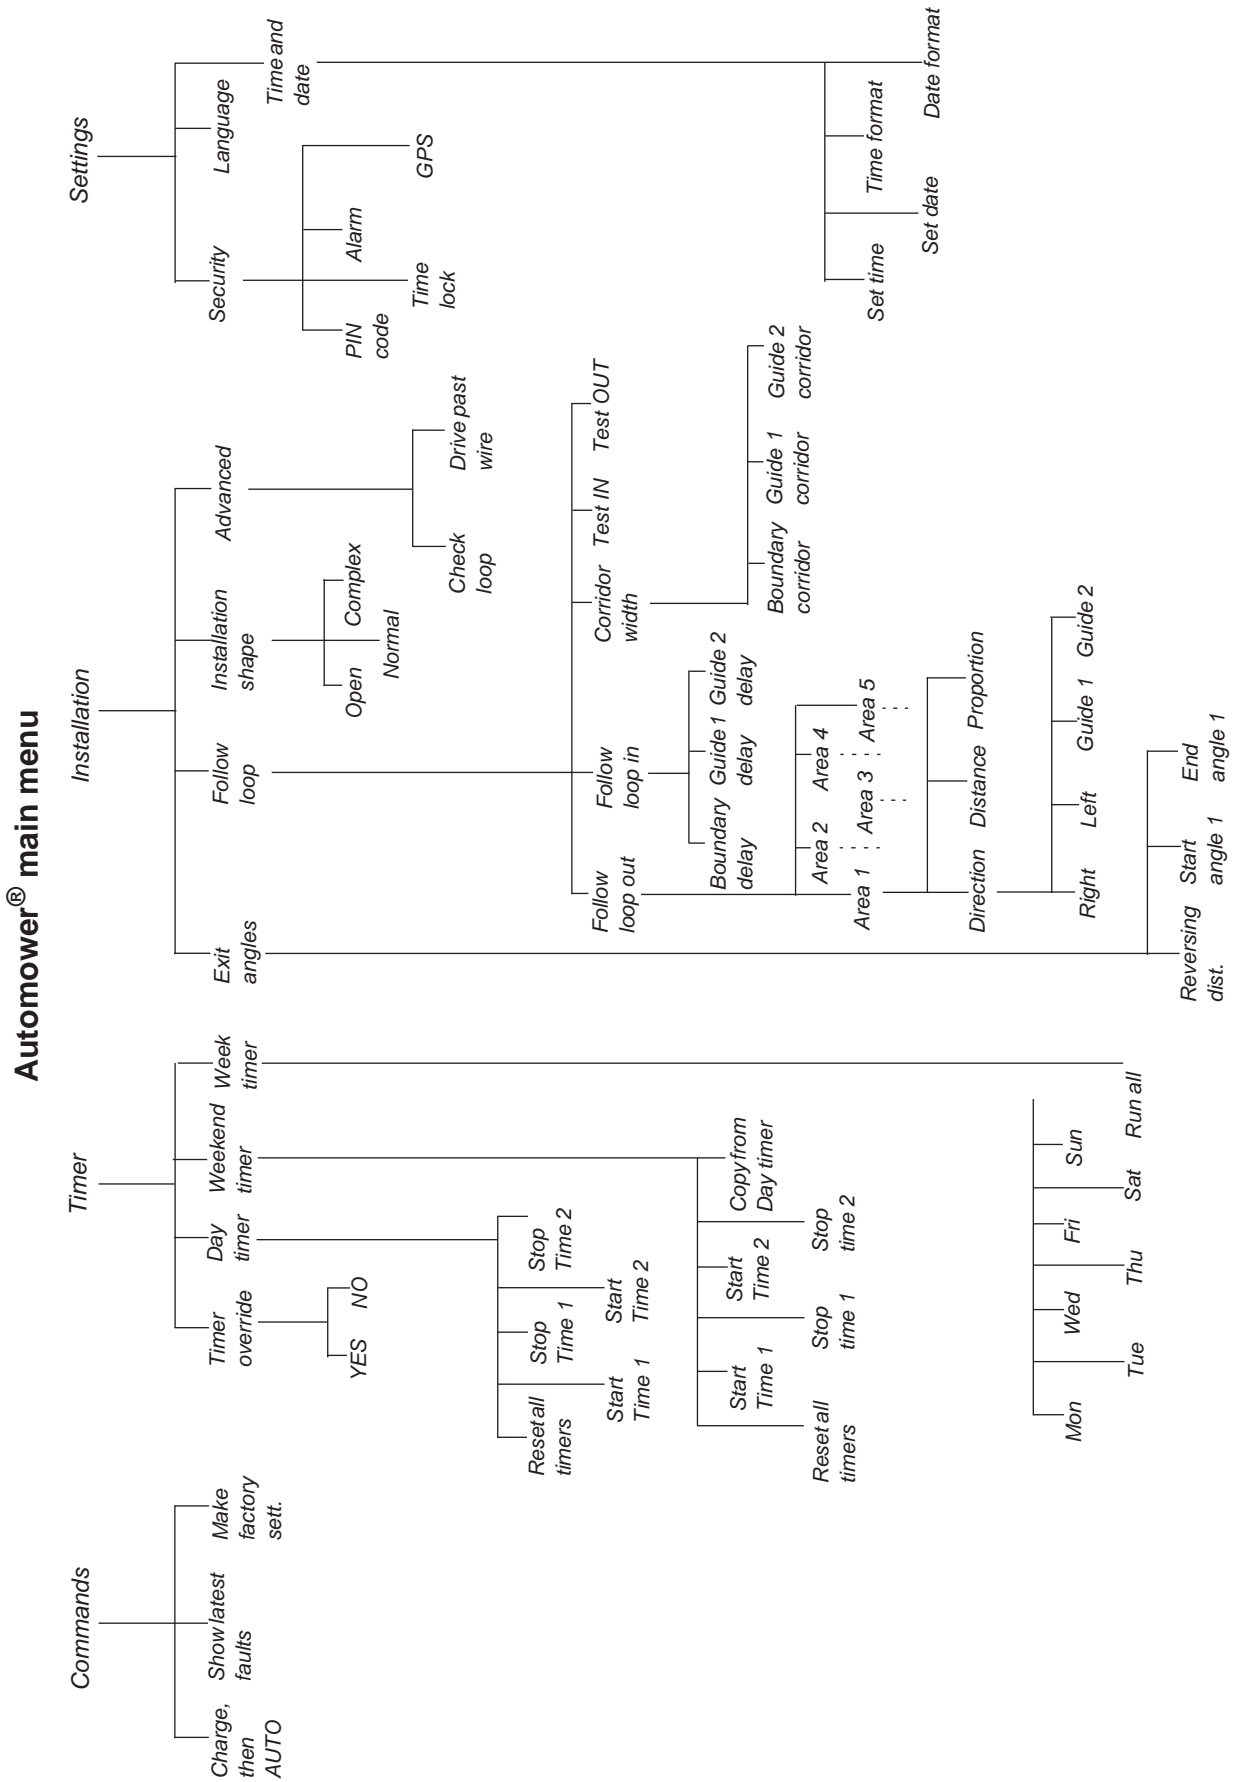 Automower® main menu
Commands
Charge,
then
AUTO
Show latest
faults
Make
factory
sett.
Timer
Timer
override
YES
NO
Day
timer
Reset all
timers
Start
Time 1
Stop
Time 1
Start
Time 2
Stop
Time 2
Weekend
timer
Reset all
timers
Start
Time 1
Stop
time 1
Start
Time 2
Stop
time 2
Copy from
Day timer
Week
timer
Mon
Tue
Wed
Thu
Fri
Sat
Sun
Run all
Installation
Exit
angles
Reversing
dist.
Start
angle 1
End
angle 1
Follow
loop
Follow
loop out
Area 1
Area 2
Area 3
Area 4
Area 5
Direction
Distance
Proportion
Right
Left
Guide 1
Guide 2
Follow
loop in
Boundary
delay
Guide 1
delay
Guide 2
delay
Corridor
width
Boundary
corridor
Guide 1
corridor
Guide 2
corridor
Test IN
Test OUT
Installation
shape
Open
Normal
Complex
Advanced
Check
loop
Drive past
wire
Settings
Security
PIN
code
Time
lock
Alarm
GPS
Language
Time and
date
Set time
Set date
Time format
Date format